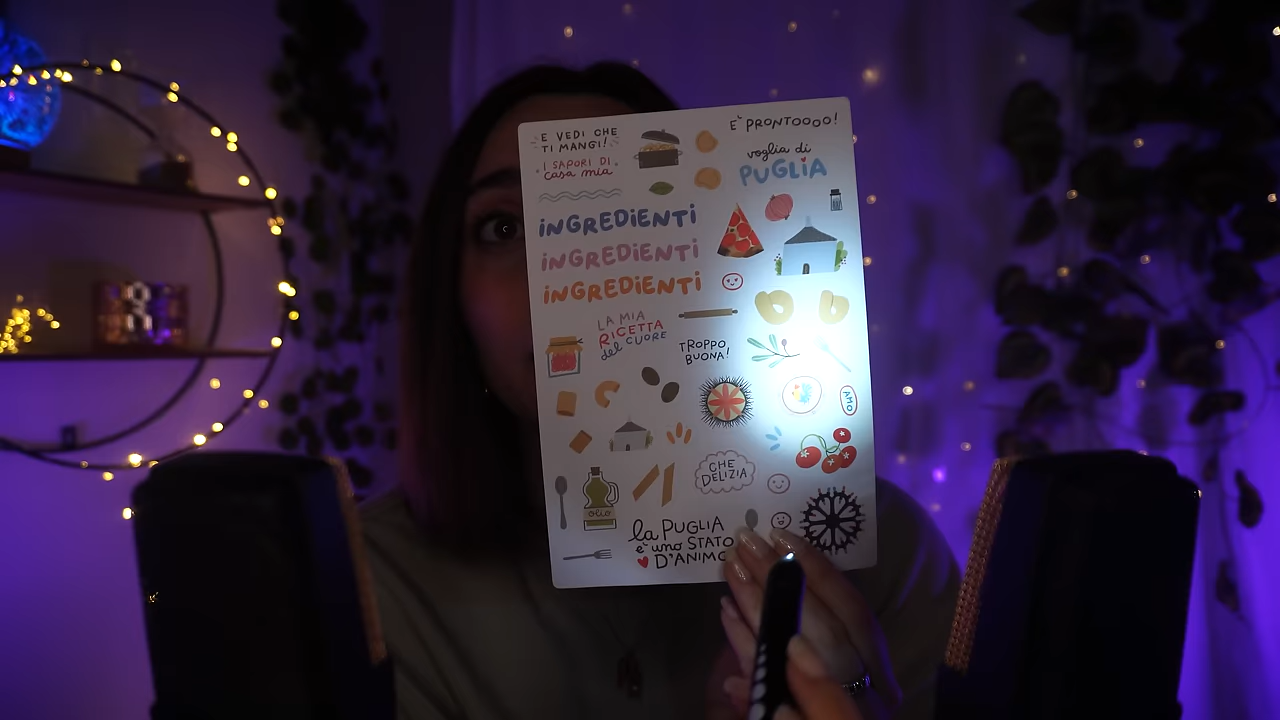 E VEDI CHE
TI MANGI!
I SAPORI DI
casa mia
E' PRONTOOOO!
voglia di
PUGLIA
INGREDIENTI
INGREDIENTI
INGREDIENTI
LA MIA
RICETTA
del CUORE
TROPPO
BUONA!
AMO
CHE
DELIZIA
OLIO
la PUGLIA
e' uno STATO
D'ANIMO